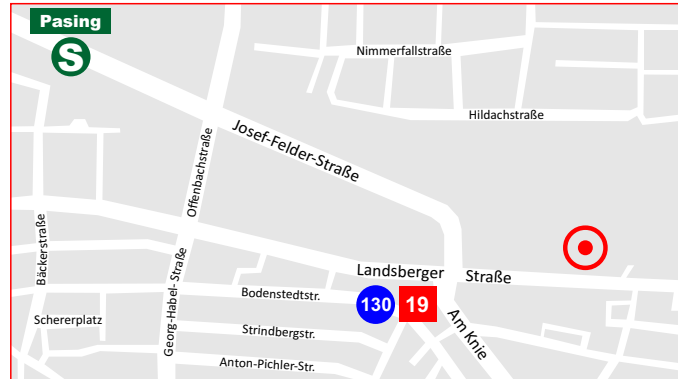 Pasing
S
Nimmerfallstraße
Hildachstraße
Josef-Felder-Straße
Offenbachstraße
Bäckerstraße
Landsberger Straße
Georg-Habel-Straße
Bodenstedtstr.
130
19
Schererplatz
Strindbergstr.
Am Knie
Anton-Pichler-Str.